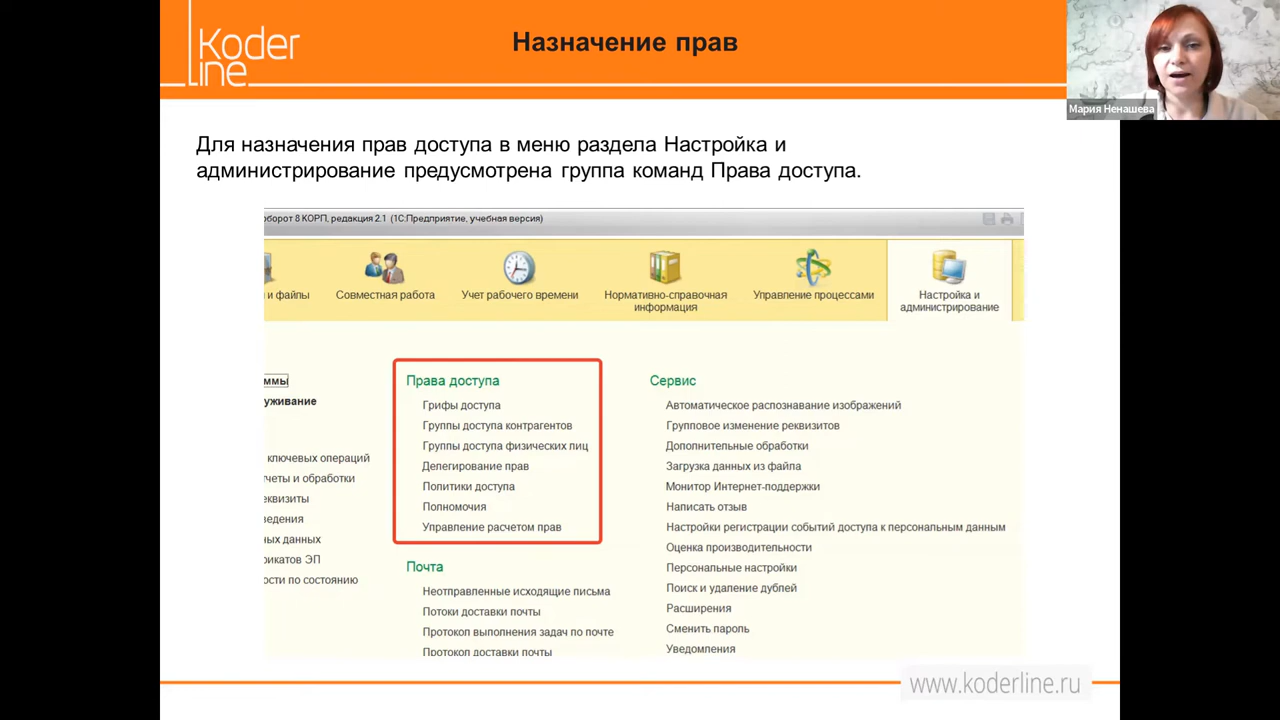 Koder
line
Назначение прав
Мария Ненашева
Для назначения прав доступа в меню раздела Настройка и
администрирование предусмотрена группа команд Права доступа.
оборот 8 КОРП, редакция 2.1 (1С:Предприятие, учебная версия)
и файлы
Совместная работа
Учет рабочего времени
Нормативно-справочная
информация
Управление процессами
Настройка и
администрирование
ммы
уживание
ключевых операций
тчеты и обработки
еквизиты
ведения
ных данных
рикатов ЭП
ости по состоянию
Права доступа
Грифы доступа
Группы доступа контрагентов
Группы доступа физических лиц
Делегирование прав
Политики доступа
Полномочия
Управление расчетом прав
Почта
Неотправленные исходящие письма
Потоки доставки почты
Протокол выполнения задач по почте
Протокол доставки почты
Сервис
Автоматическое распознавание изображений
Групповое изменение реквизитов
Дополнительные обработки
Загрузка данных из файла
Монитор Интернет-поддержки
Написать отзыв
Настройки регистрации событий доступа к персональным данным
Оценка производительности
Персональные настройки
Поиск и удаление дублей
Расширения
Сменить пароль
Уведомления
www.koderline.ru